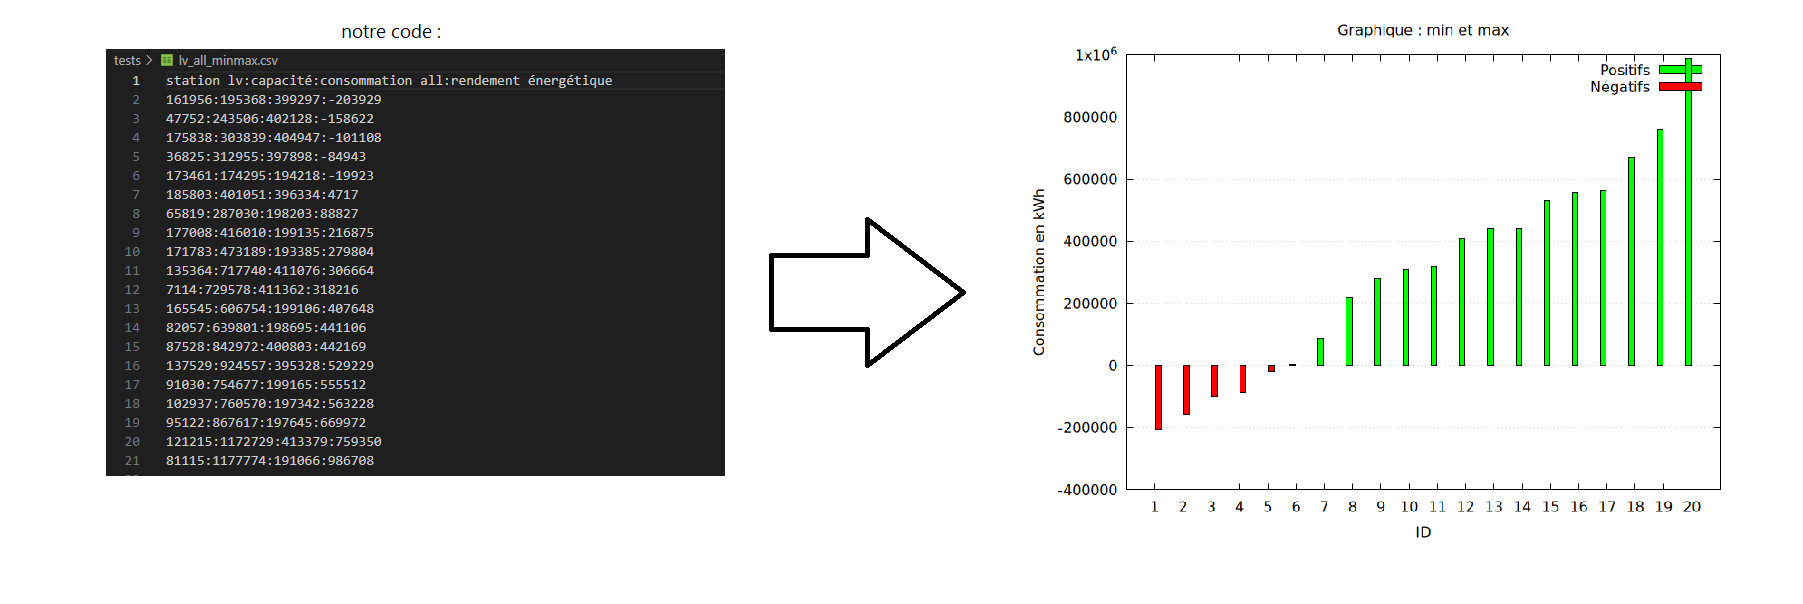 notre code :
tests > lv_all_minmax.csv
1 station lv:capacité:consommation all:rendement énergétique
2 161956:195368:399297:-203929
3 47752:243506:402128:-158622
4 175838:303839:404947:-101108
5 36825:312955:397898:-84943
6 173461:174295:194218:-19923
7 185803:401051:396334:4717
8 65819:287030:198203:88827
9 177008:416010:199135:216875
10 171783:473189:193385:279804
11 135364:717740:411076:306664
12 7114:729578:411362:318216
13 165545:606754:199106:407648
14 82057:639801:198695:441106
15 87528:842972:400803:442169
16 137529:924557:395328:529229
17 91030:754677:199165:555512
18 102937:760570:197342:563228
19 95122:867617:197645:669972
20 121215:1172729:413379:759350
21 81115:1177774:191066:986708
Graphique : min et max
Positifs
Négatifs
Consommation en kWh
1x10⁶
800000
600000
400000
200000
0
-200000
-400000
1 2 3 4 5 6 7 8 9 10 11 12 13 14 15 16 17 18 19 20
ID